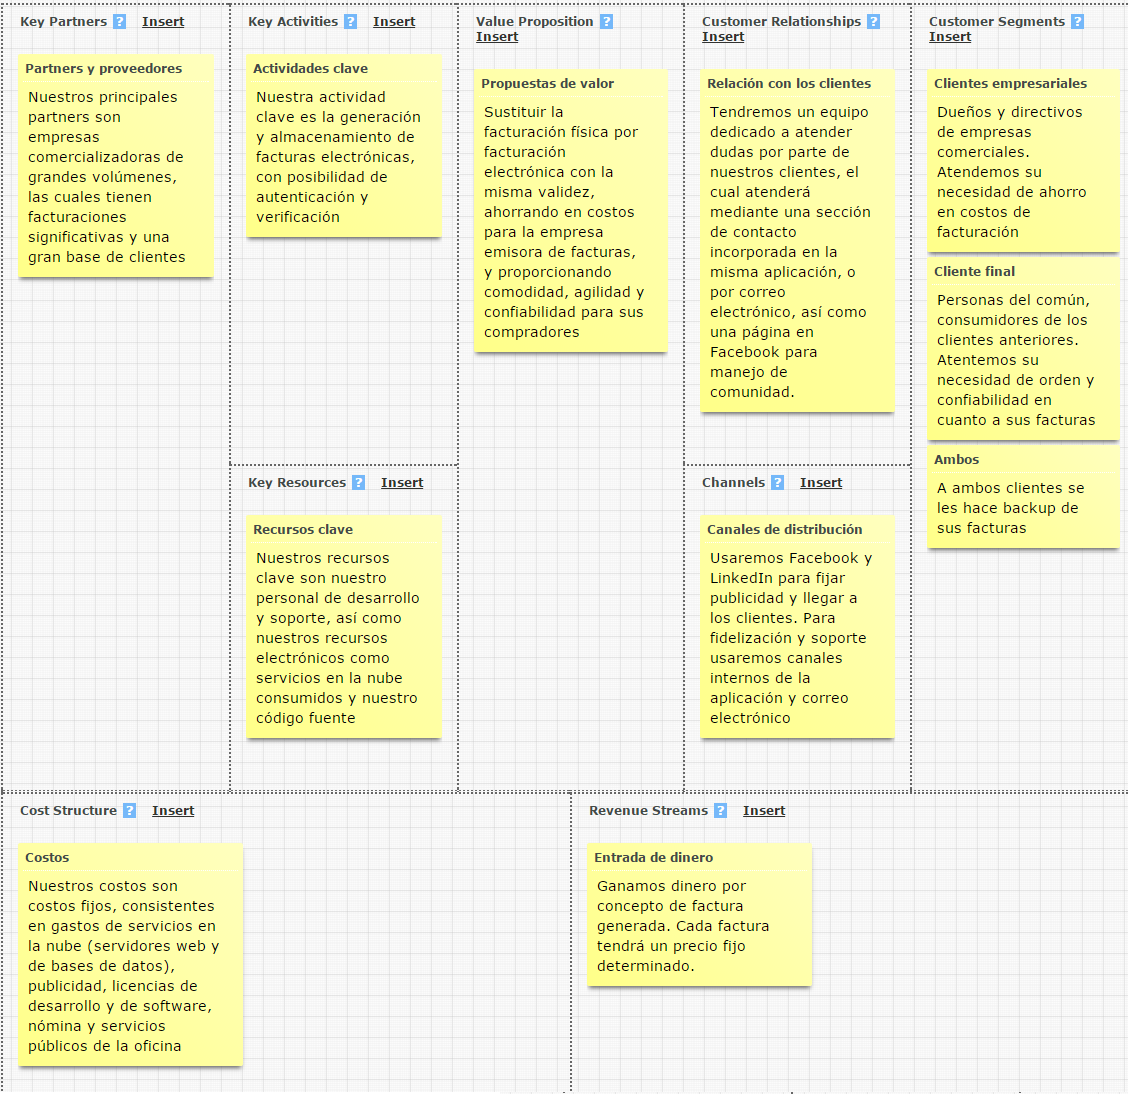 Key Partners ? Insert
Partners y proveedores
Nuestros principales
partners son
empresas
comercializadoras de
grandes volúmenes,
las cuales tienen
facturaciones
significativas y una
gran base de clientes
Key Activities ? Insert
Actividades clave
Nuestra actividad
clave es la generación
y almacenamiento de
facturas electrónicas,
con posibilidad de
autenticación y
verificación
Key Resources ? Insert
Recursos clave
Nuestros recursos
clave son nuestro
personal de desarrollo
y soporte, así como
nuestros recursos
electrónicos como
servicios en la nube
consumidos y nuestro
código fuente
Value Proposition ?
Insert
Propuestas de valor
Sustituir la
facturación física por
facturación
electrónica con la
misma validez,
ahorrando en costos
para la empresa
emisora de facturas,
y proporcionando
comodidad, agilidad y
confiabilidad para sus
compradores
Customer Relationships ?
Insert
Relación con los clientes
Tendremos un equipo
dedicado a atender
dudas por parte de
nuestros clientes, el
cual atenderá
mediante una sección
de contacto
incorporada en la
misma aplicación, o
por correo
electrónico, así como
una página en
Facebook para
manejo de
comunidad.
Channels ? Insert
Canales de distribución
Usaremos Facebook y
LinkedIn para fijar
publicidad y llegar a
los clientes. Para
fidelización y soporte
usaremos canales
internos de la
aplicación y correo
electrónico
Customer Segments ?
Insert
Clientes empresariales
Dueños y directivos
de empresas
comerciales.
Atendemos su
necesidad de ahorro
en costos de
facturación
Cliente final
Personas del común,
consumidores de los
clientes anteriores.
Atentemos su
necesidad de orden y
confiabilidad en
cuanto a sus facturas
Ambos
A ambos clientes se
les hace backup de
sus facturas
Cost Structure ? Insert
Costos
Nuestros costos son
costos fijos, consistentes
en gastos de servicios en
la nube (servidores web y
de bases de datos),
publicidad, licencias de
desarrollo y de software,
nómina y servicios
públicos de la oficina
Revenue Streams ? Insert
Entrada de dinero
Ganamos dinero por
concepto de factura
generada. Cada factura
tendrá un precio fijo
determinado.